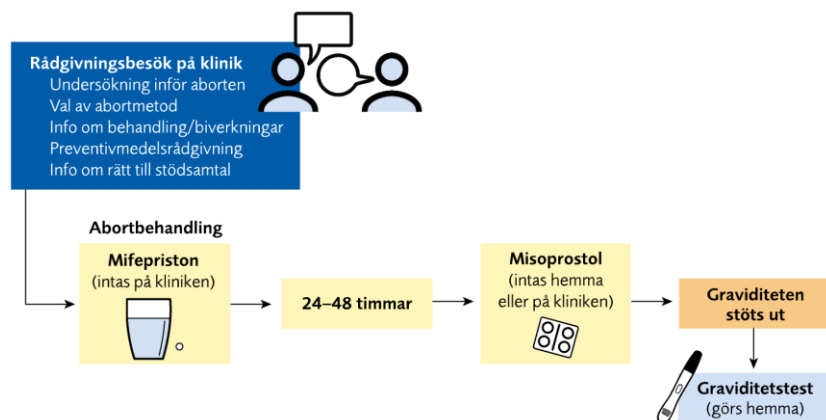 Rådgivningsbesök på klinik
Undersökning inför aborten
Val av abortmetod
Info om behandling/biverkningar
Preventivmedelsrådgivning
Info om rätt till stödsamtal
Abortbehandling
Mifepriston
(intas på kliniken)
24–48 timmar
Misoprostol
(intas hemma
eller på kliniken)
Graviditeten
stöts ut
Graviditetstest
(görs hemma)